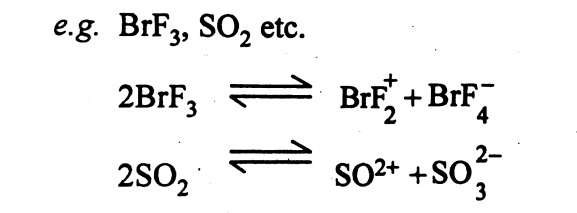 e.g. BrF₃, SO₂ etc.
2BrF₃ ⇌ BrF₂⁺ + BrF₄⁻
2SO₂ ⇌ SO²⁺ + SO₃²⁻